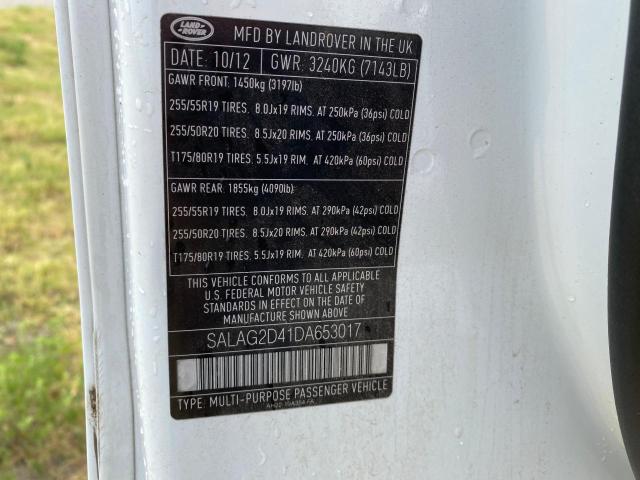 LAND
ROVER
MFD BY LANDROVER IN THE UK
DATE: 10/12 GWR: 3240KG (7143LB)
GAWR FRONT: 1450kg (3197lb)
255/55R19 TIRES. 8.0Jx19 RIMS. AT 250kPa (36psi) COLD
255/50R20 TIRES. 8.5Jx20 RIMS. AT 250kPa (36psi) COLD
T175/80R19 TIRES. 5.5Jx19 RIM. AT 420kPa (60psi) COLD
GAWR REAR: 1855kg (4090lb)
255/55R19 TIRES. 8.0Jx19 RIMS. AT 290kPa (42psi) COLD
255/50R20 TIRES. 8.5Jx20 RIMS. AT 290kPa (42psi) COLD
T175/80R19 TIRES. 5.5Jx19 RIM. AT 420kPa (60psi) COLD
THIS VEHICLE CONFORMS TO ALL APPLICABLE
U.S. FEDERAL MOTOR VEHICLE SAFETY
STANDARDS IN EFFECT ON THE DATE OF
MANUFACTURE SHOWN ABOVE
SALAG2D41DA653017
TYPE: MULTI-PURPOSE PASSENGER VEHICLE